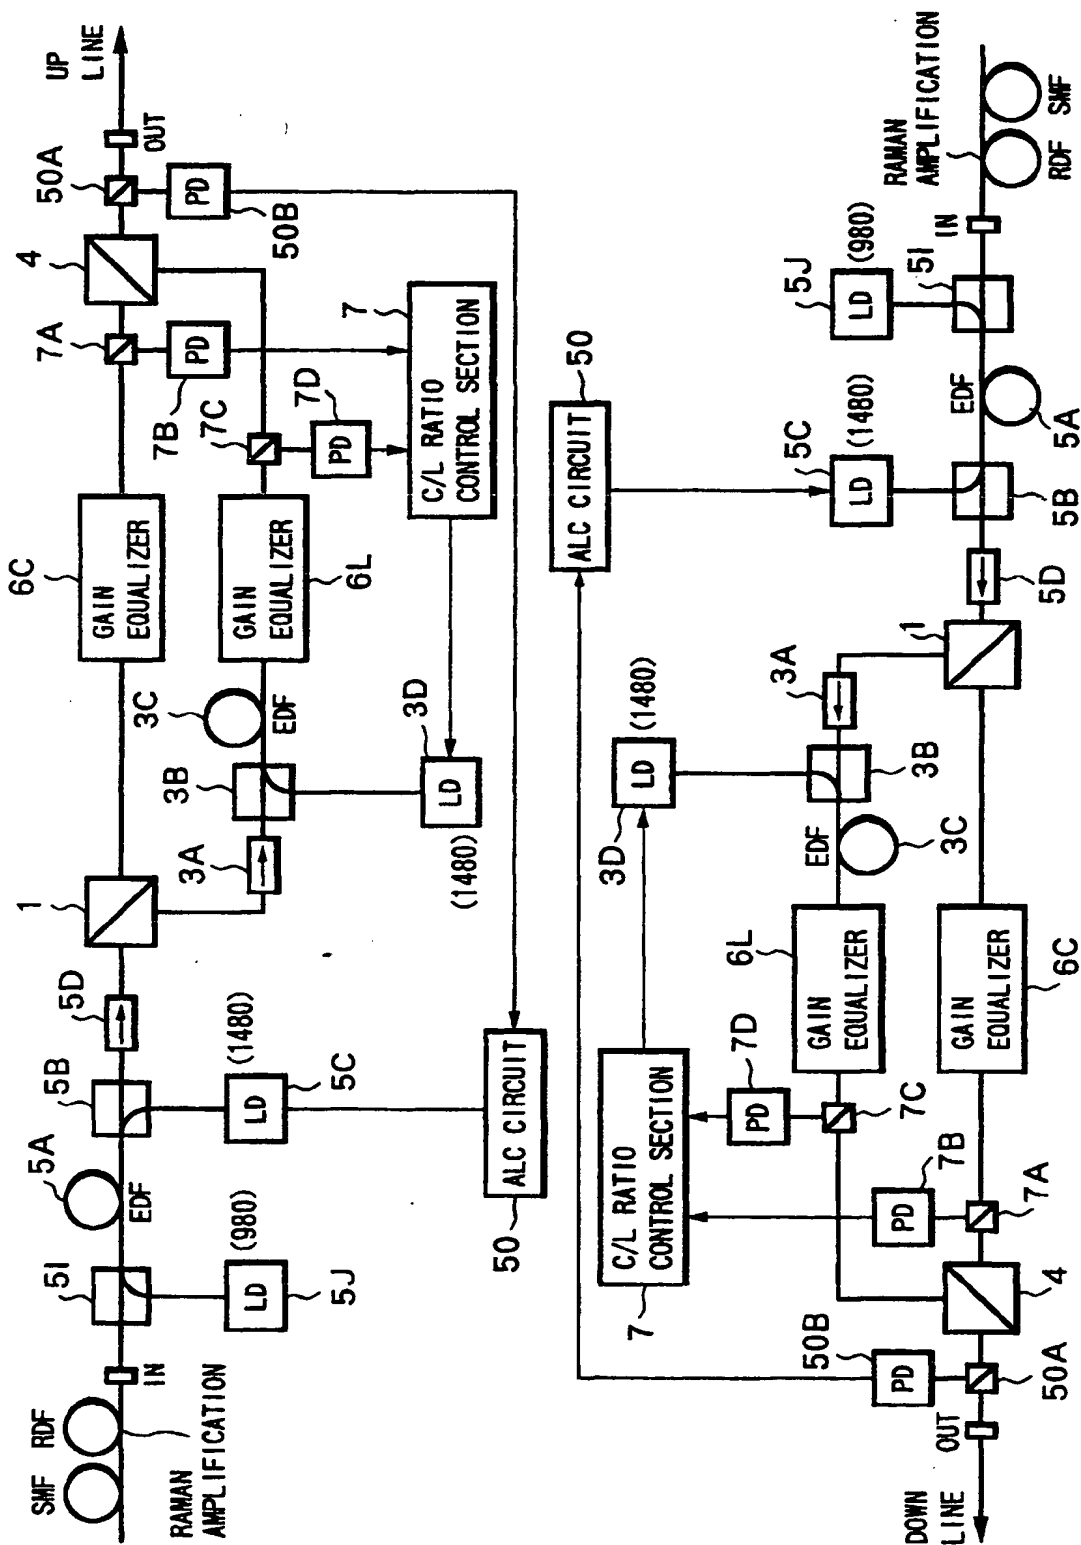 SMF
RDF
RAMAN
AMPLIFICATION
IN
5I
LD
(980)
5J
5A
EDF
5B
LD
(1480)
5C
5D
50
ALC CIRCUIT
1
3A
3B
3C
EDF
LD
3D
(1480)
6C
GAIN
EQUALIZER
GAIN
EQUALIZER
6L
7A
PD
7B
7C
PD
7D
C/L RATIO
CONTROL SECTION
7
4
50A
PD
50B
OUT
UP
LINE
DOWN
LINE
OUT
50A
PD
50B
4
7A
PD
7B
7C
PD
7D
C/L RATIO
CONTROL SECTION
7
6L
GAIN
EQUALIZER
GAIN
EQUALIZER
6C
EDF
3C
3B
LD
3D
(1480)
3A
1
5D
ALC CIRCUIT
50
5B
LD
5C
(1480)
EDF
5A
LD
5J
(980)
5I
IN
RAMAN
AMPLIFICATION
RDF
SMF